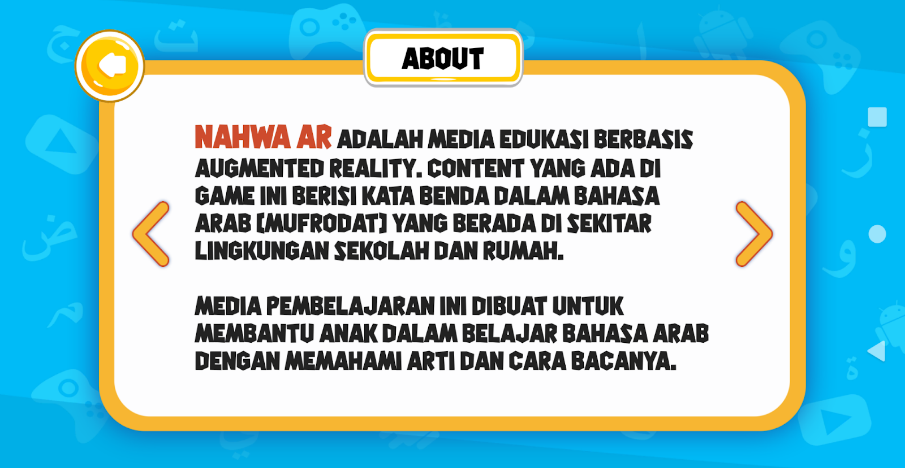 ABOUT
NAHWA AR ADALAH MEDIA EDUKASI BERBASIS
AUGMENTED REALITY. CONTENT YANG ADA DI
GAME INI BERISI KATA BENDA DALAM BAHASA
ARAB (MUFRODAT) YANG BERADA DI SEKITAR
LINGKUNGAN SEKOLAH DAN RUMAH.
MEDIA PEMBELAJARAN INI DIBUAT UNTUK
MEMBANTU ANAK DALAM BELAJAR BAHASA ARAB
DENGAN MEMAHAMI ARTI DAN CARA BACANYA.